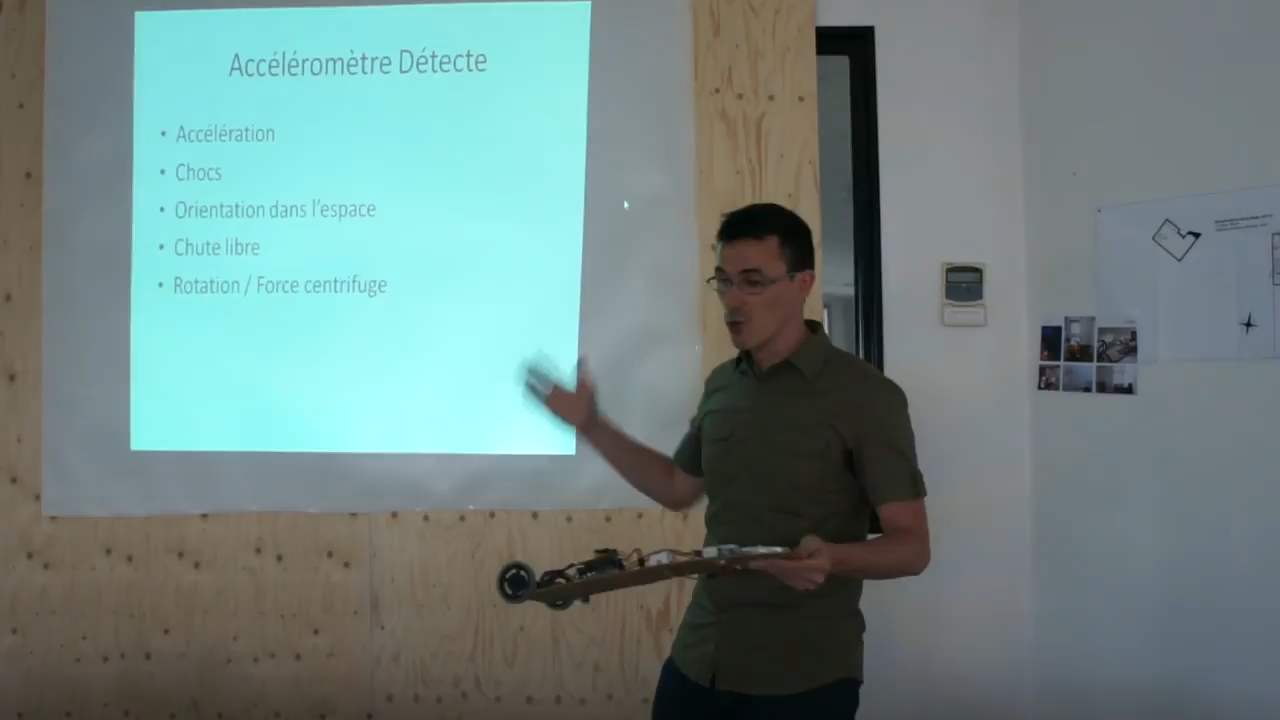 Accéléromètre Détecte
• Accélération
• Chocs
• Orientation dans l'espace
• Chute libre
• Rotation / Force centrifuge